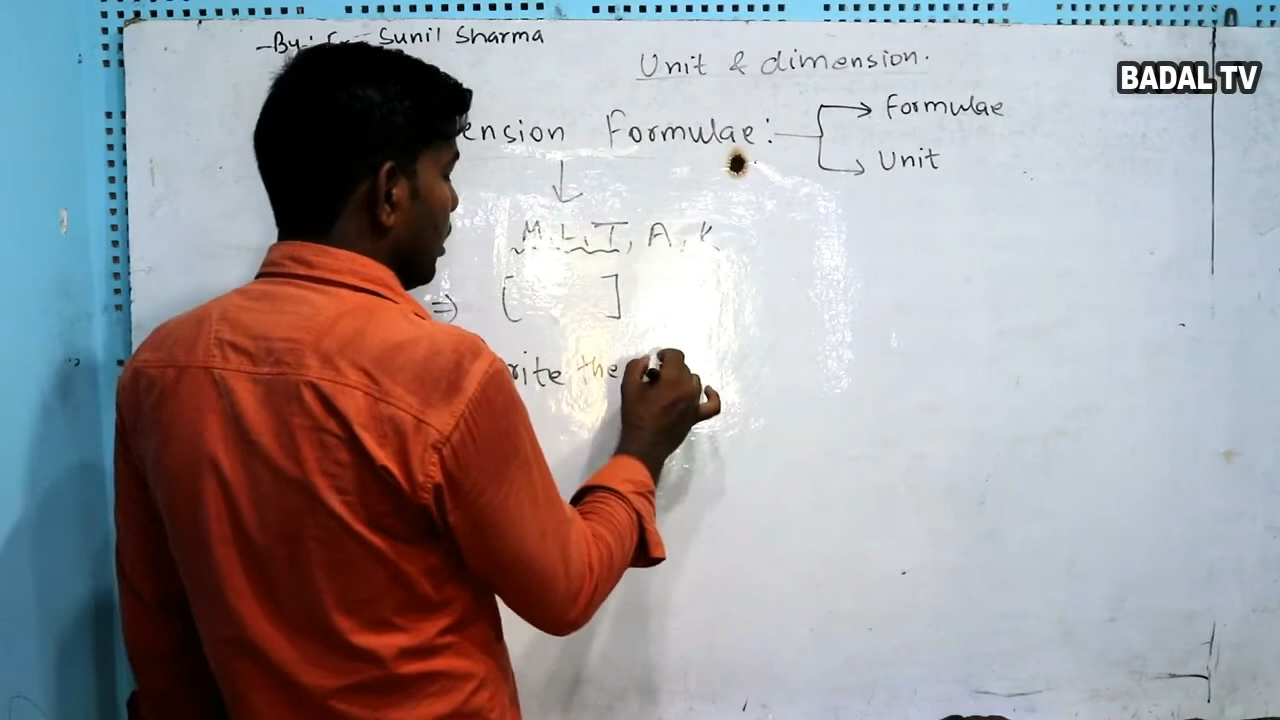 -By:- Sunil Sharma
Unit & dimension.
BADAL TV
ension Formulae:
Formulae
Unit
M, L, T, A, K
⇒ [ ]
rite the